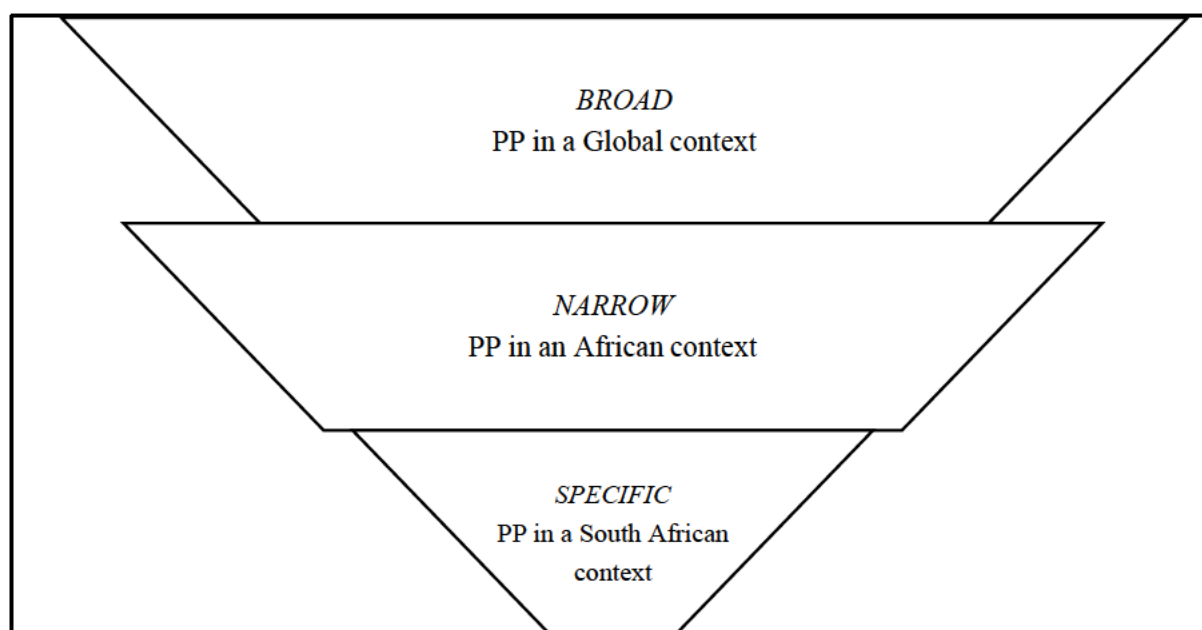 BROAD
PP in a Global context
NARROW
PP in an African context
SPECIFIC
PP in a South African
context